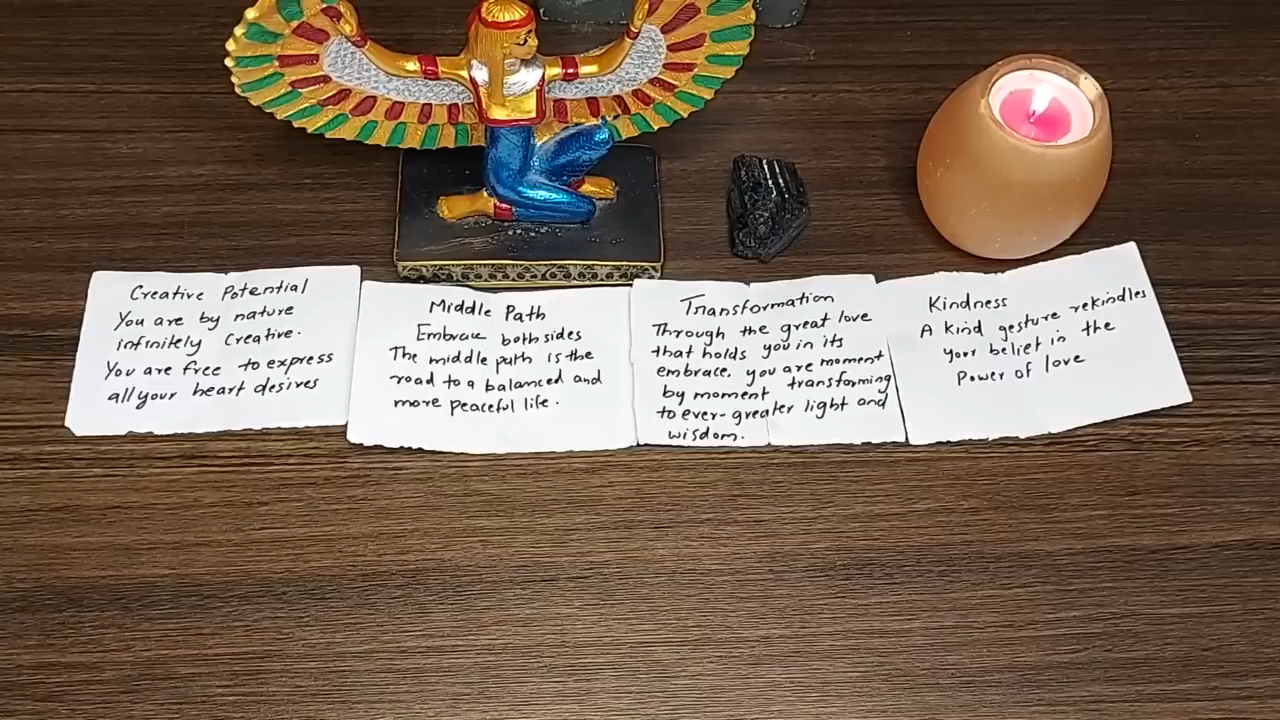 Creative Potential
You are by nature
infinitely Creative.
You are free to express
all your heart desires
Middle Path
Embrace both sides
The middle path is the
road to a balanced and
more peaceful life.
Transformation
Through the great love
that holds you in its
embrace, you are moment
by moment transforming
to ever-greater light and
wisdom.
Kindness
A kind gesture rekindles
your belief in the
Power of love